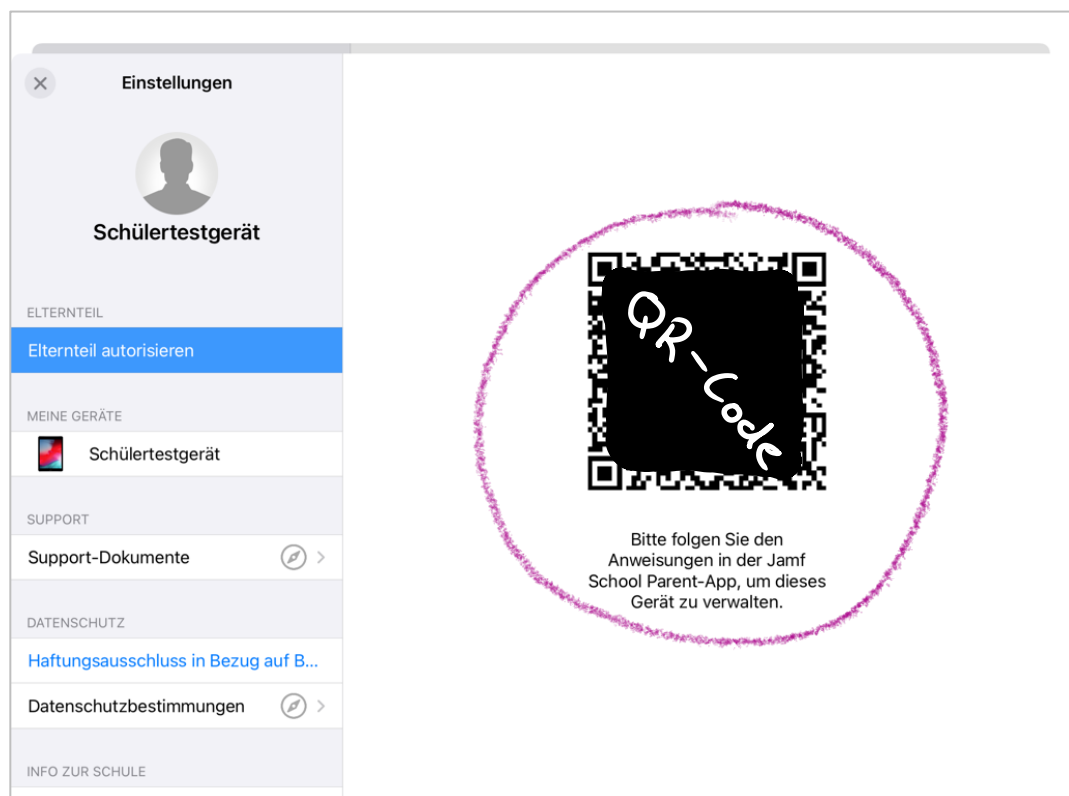 Einstellungen
Schülertestgerät
ELTERNTEIL
Elternteil autorisieren
MEINE GERÄTE
Schülertestgerät
SUPPORT
Support-Dokumente
DATENSCHUTZ
Haftungsausschluss in Bezug auf B...
Datenschutzbestimmungen
INFO ZUR SCHULE
QR-Code
Bitte folgen Sie den
Anweisungen in der Jamf
School Parent-App, um dieses
Gerät zu verwalten.